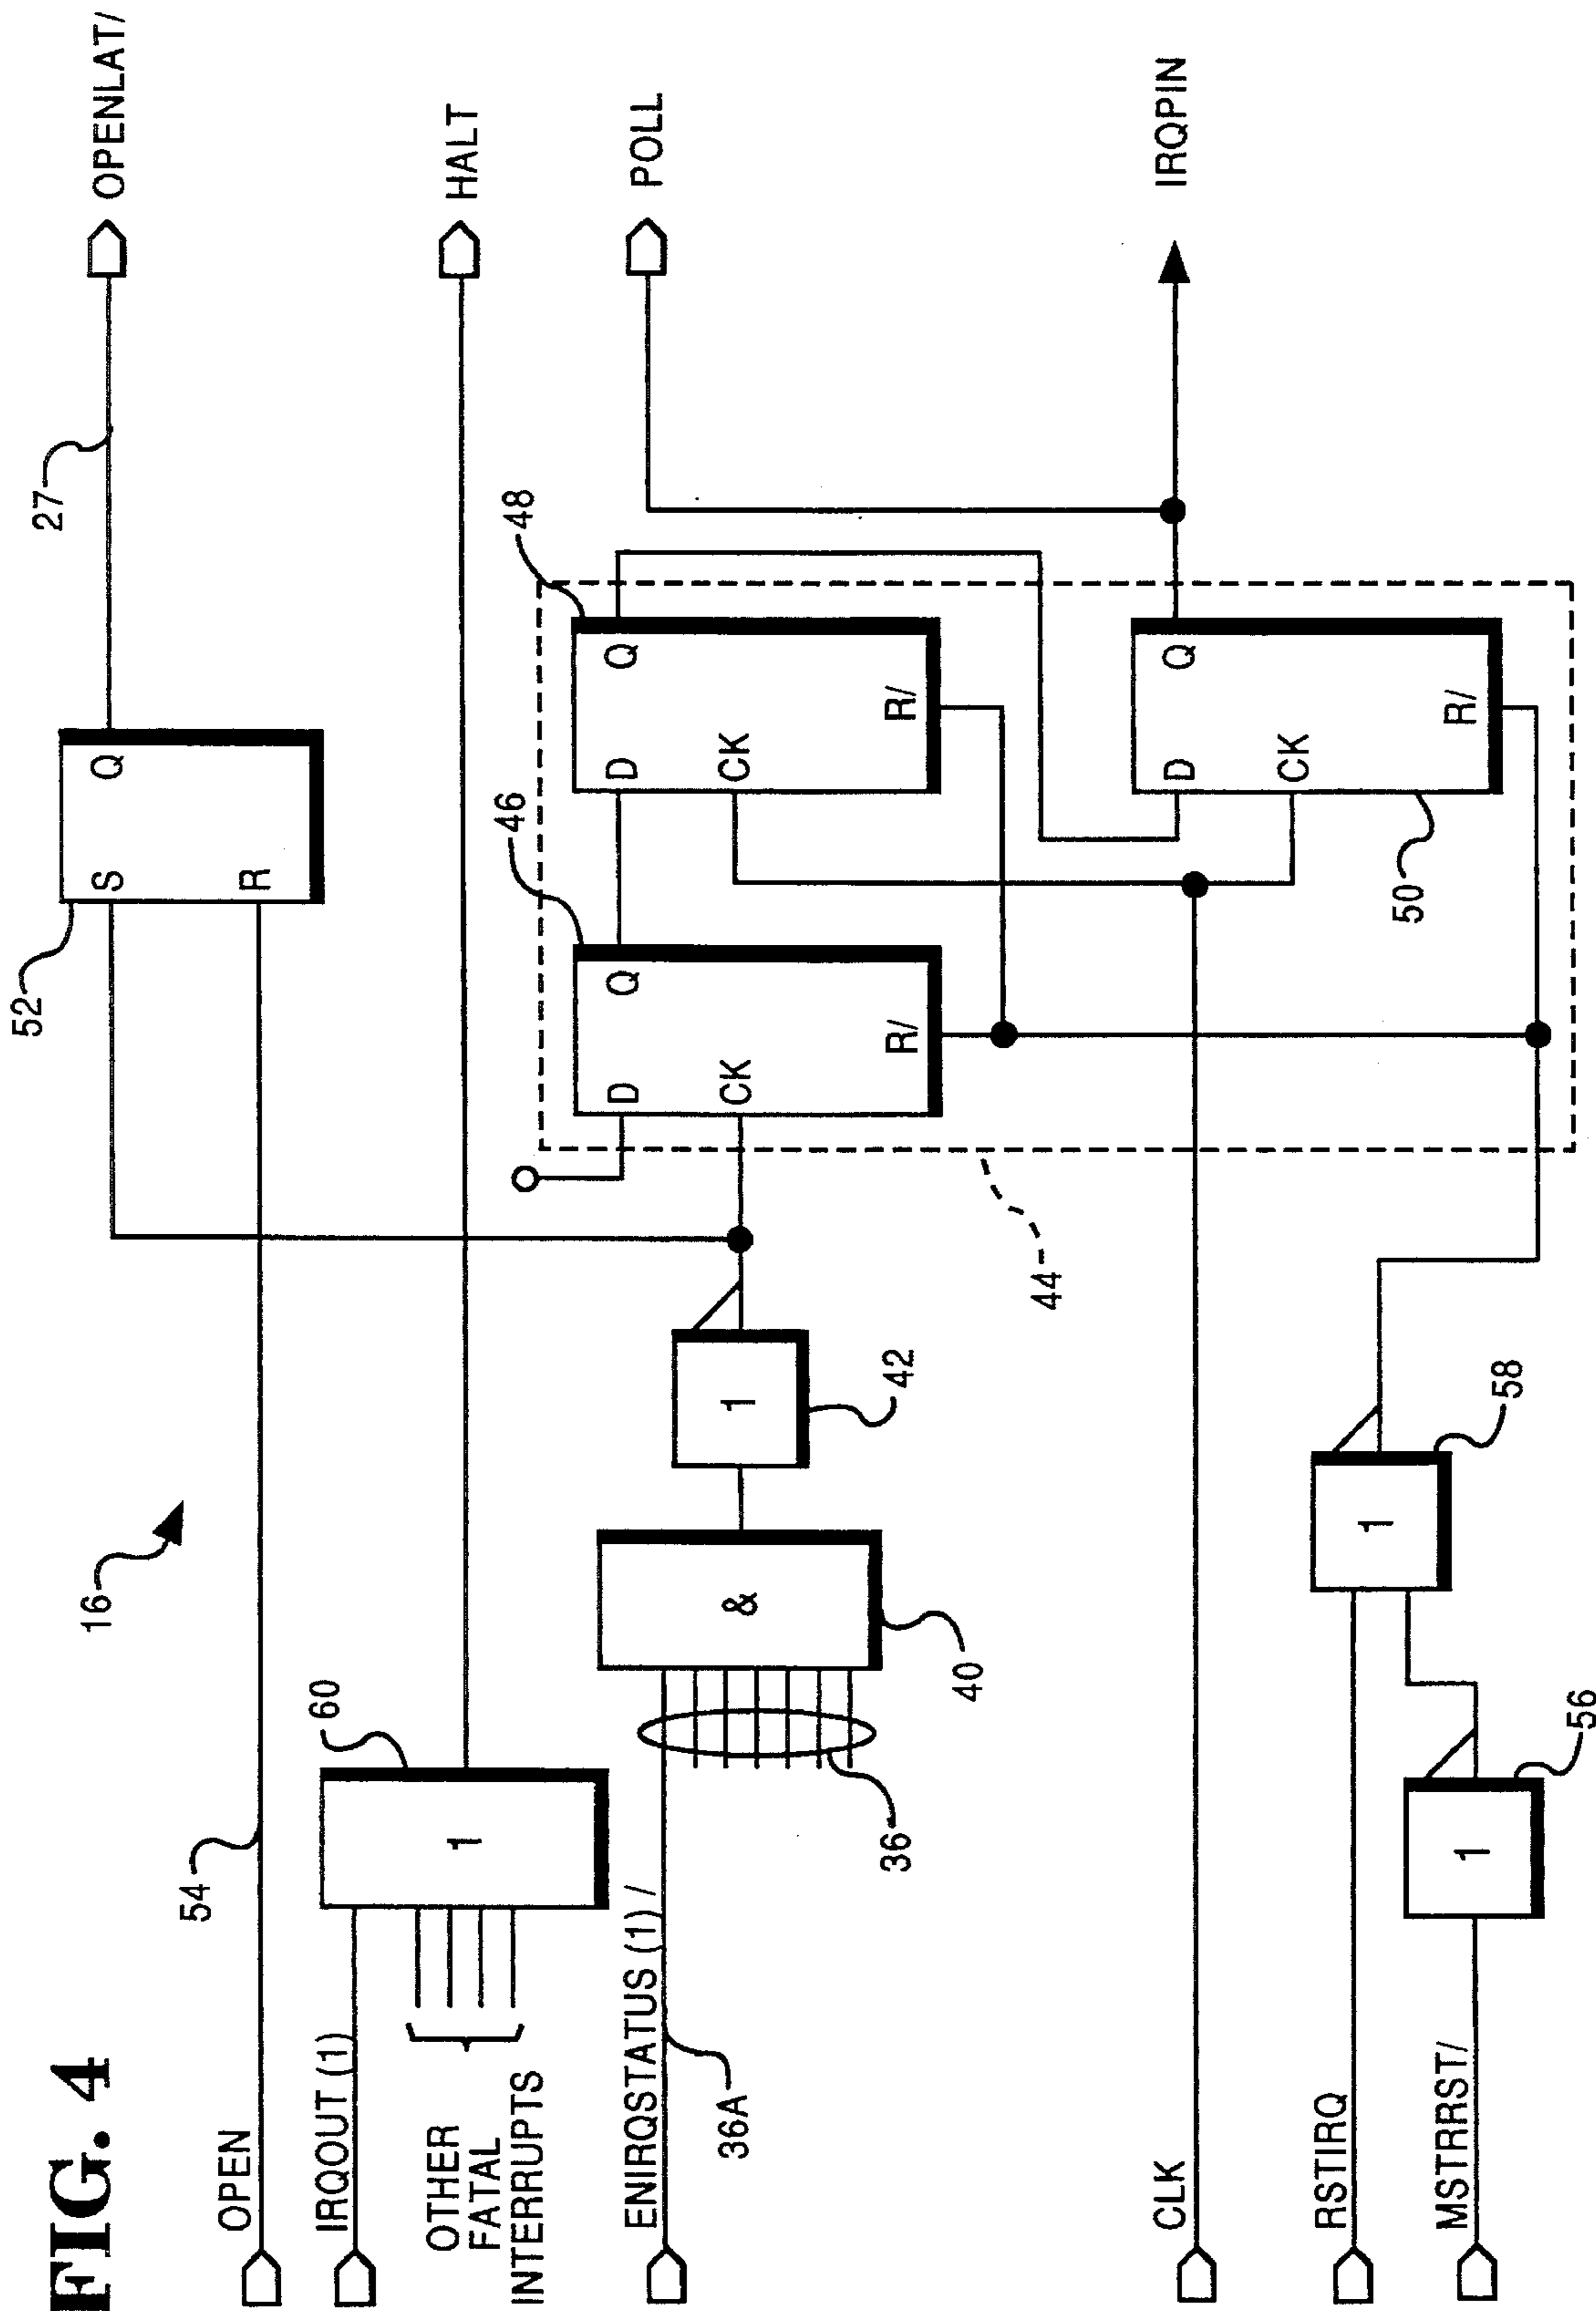 FIG. 4
16
OPEN
54
52
S
R
Q
27
OPENLAT/
IRQOUT (1)
OTHER
FATAL
INTERRUPTS
60
1
HALT
ENIRQSTATUS (1) /
36A
36
&
40
1
42
44
46
D
Q
CK
R/
48
D
Q
CK
R/
POLL
CLK
50
D
Q
CK
R/
IRQPIN
RSTIRQ
MSTRRST/
1
56
1
58